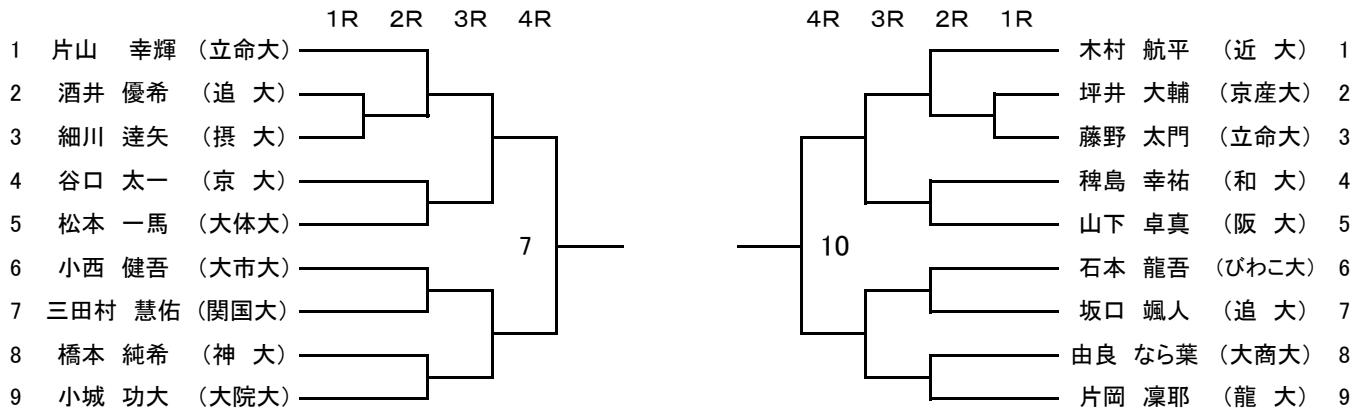 1R 2R 3R 4R
1 片山 幸輝 (立命大)
2 酒井 優希 (追 大)
3 細川 達矢 (摂 大)
4 谷口 太一 (京 大)
5 松本 一馬 (大体大)
6 小西 健吾 (大市大)
7 三田村 慧佑 (関国大)
8 橋本 純希 (神 大)
9 小城 功大 (大院大)
7
4R 3R 2R 1R
木村 航平 (近 大) 1
坪井 大輔 (京産大) 2
藤野 太門 (立命大) 3
稗島 幸祐 (和 大) 4
山下 卓真 (阪 大) 5
石本 龍吾 (びわこ大) 6
坂口 颯人 (追 大) 7
由良 なら葉 (大商大) 8
片岡 凜耶 (龍 大) 9
10